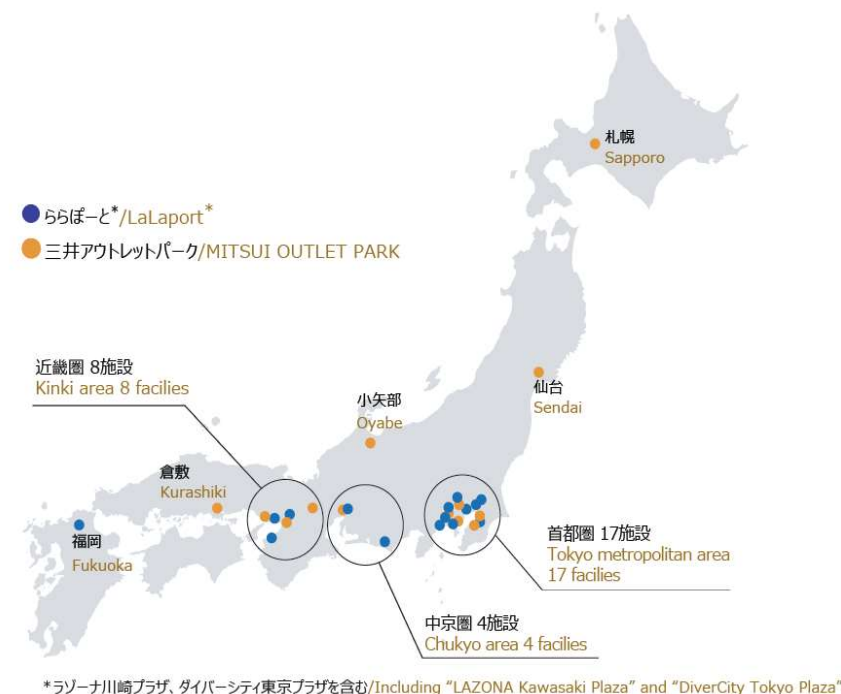 札幌
Sapporo
ららぽーと*/LaLaport*
三井アウトレットパーク/MITSUI OUTLET PARK
近畿圏 8施設
Kinki area 8 facilies
小矢部
Oyabe
仙台
Sendai
倉敷
Kurashiki
福岡
Fukuoka
首都圏 17施設
Tokyo metropolitan area
17 facilies
中京圏 4施設
Chukyo area 4 facilies
*ラゾーナ川崎プラザ、ダイバーシティ東京プラザを含む/Including “LAZONA Kawasaki Plaza” and “DiverCity Tokyo Plaza”